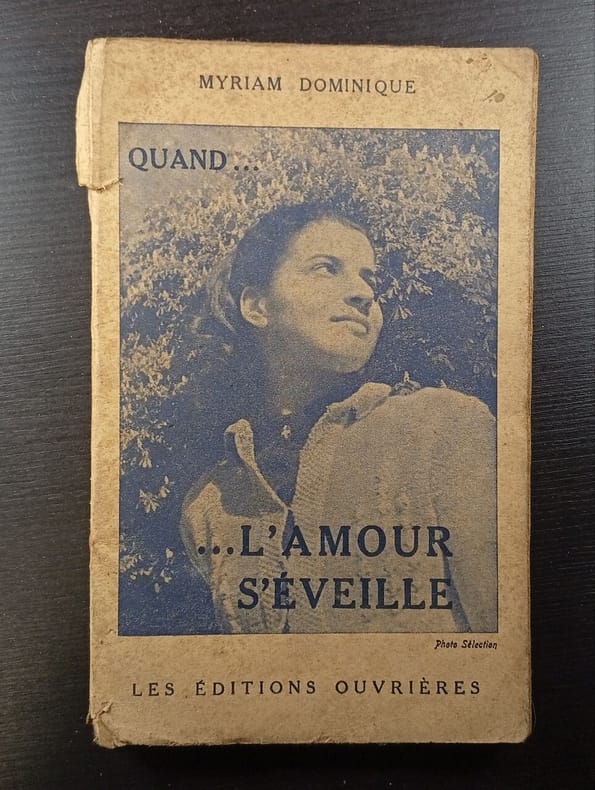 MYRIAM DOMINIQUE
QUAND...
...L'AMOUR
S'ÉVEILLE
Photo Sélection
LES ÉDITIONS OUVRIÈRES